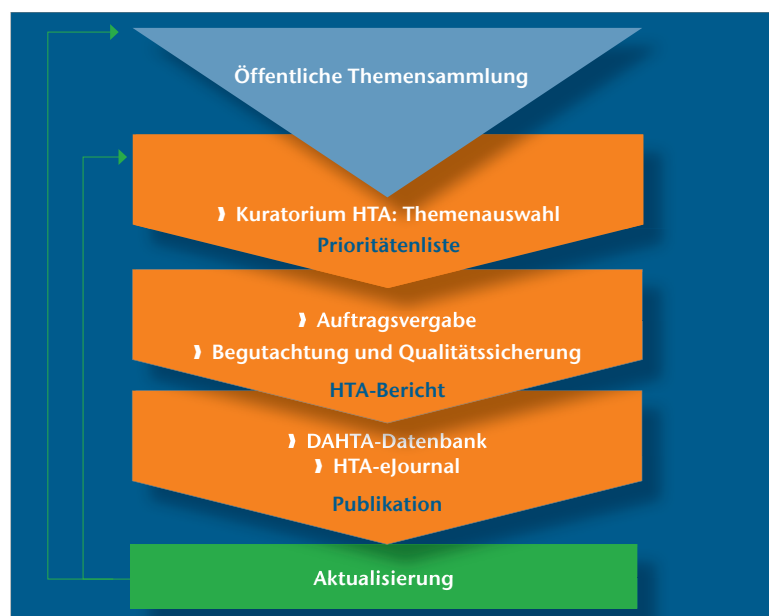 Öffentliche Themensammlung
❱ Kuratorium HTA: Themenauswahl
Prioritätenliste
❱ Auftragsvergabe
❱ Begutachtung und Qualitätssicherung
HTA-Bericht
❱ DAHTA-Datenbank
❱ HTA-eJournal
Publikation
Aktualisierung